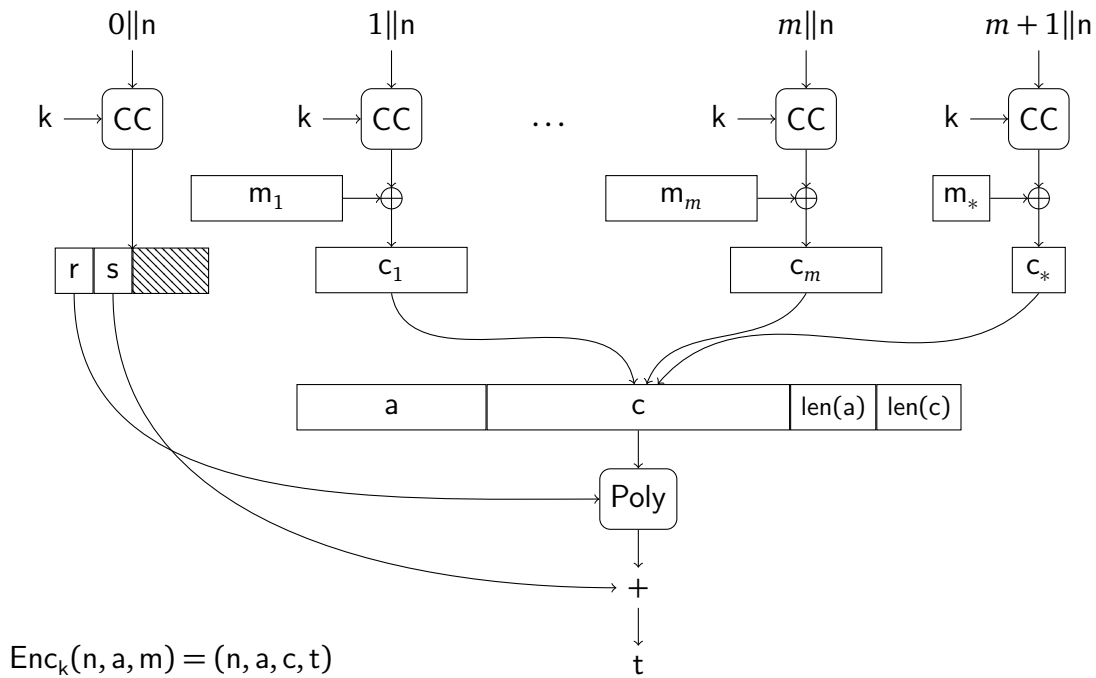 0||n 1||n m||n m + 1||n
k CC k CC ... k CC k CC
m₁ mₘ m∗
r s c₁ cₘ c∗
a c len(a) len(c)
Poly
+
Encₖ(n, a, m) = (n, a, c, t) t